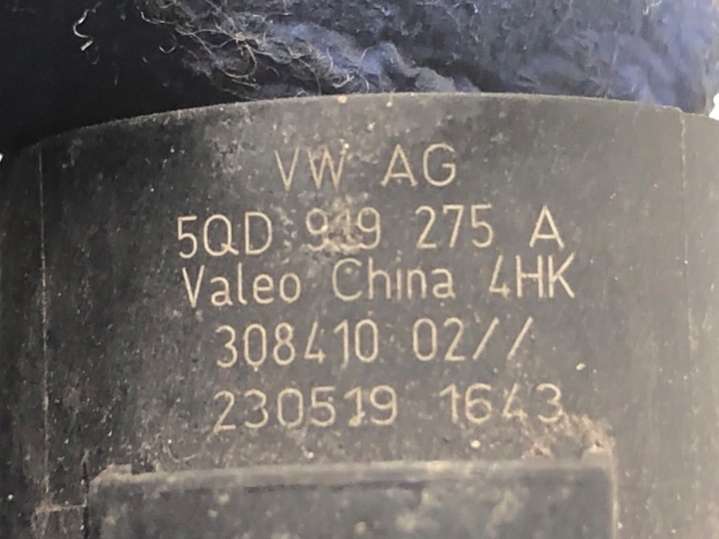 VW AG
5QD 919 275 A
Valeo China 4HK
308410 02//
230519 1643